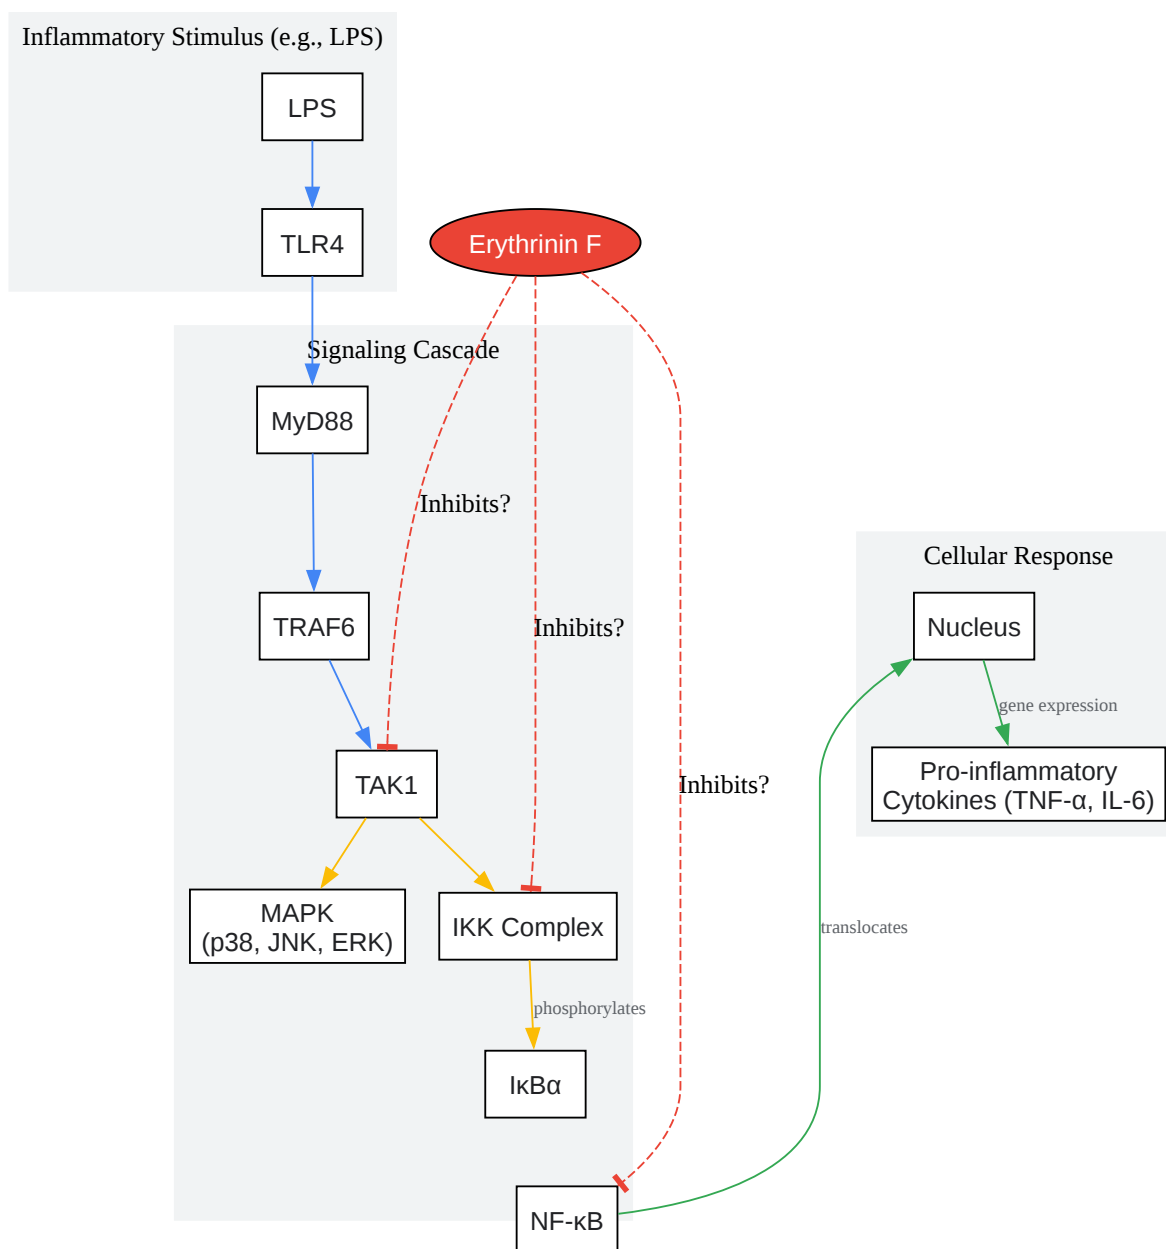 Inflammatory Stimulus (e.g., LPS)
LPS
TLR4
Erythrinin F
Signaling Cascade
MyD88
Inhibits?
TRAF6
Inhibits?
TAK1
Inhibits?
MAPK
(p38, JNK, ERK)
IKK Complex
phosphorylates
IκBα
NF-κB
translocates
Cellular Response
Nucleus
gene expression
Pro-inflammatory
Cytokines (TNF-α, IL-6)